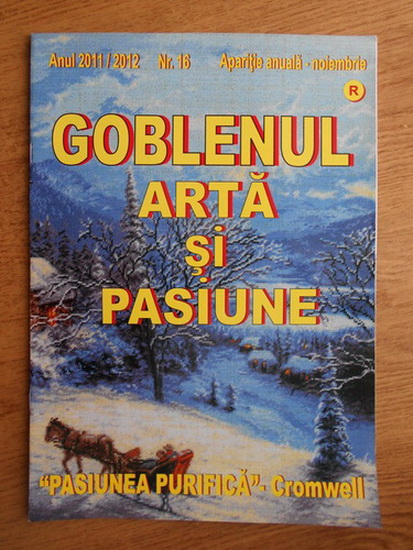 Anul 2011 / 2012 Nr. 16 Apariţie anuală - noiembrie
R
GOBLENUL
ARTĂ
şi
PASIUNE
"PASIUNEA PURIFICĂ"- Cromwell